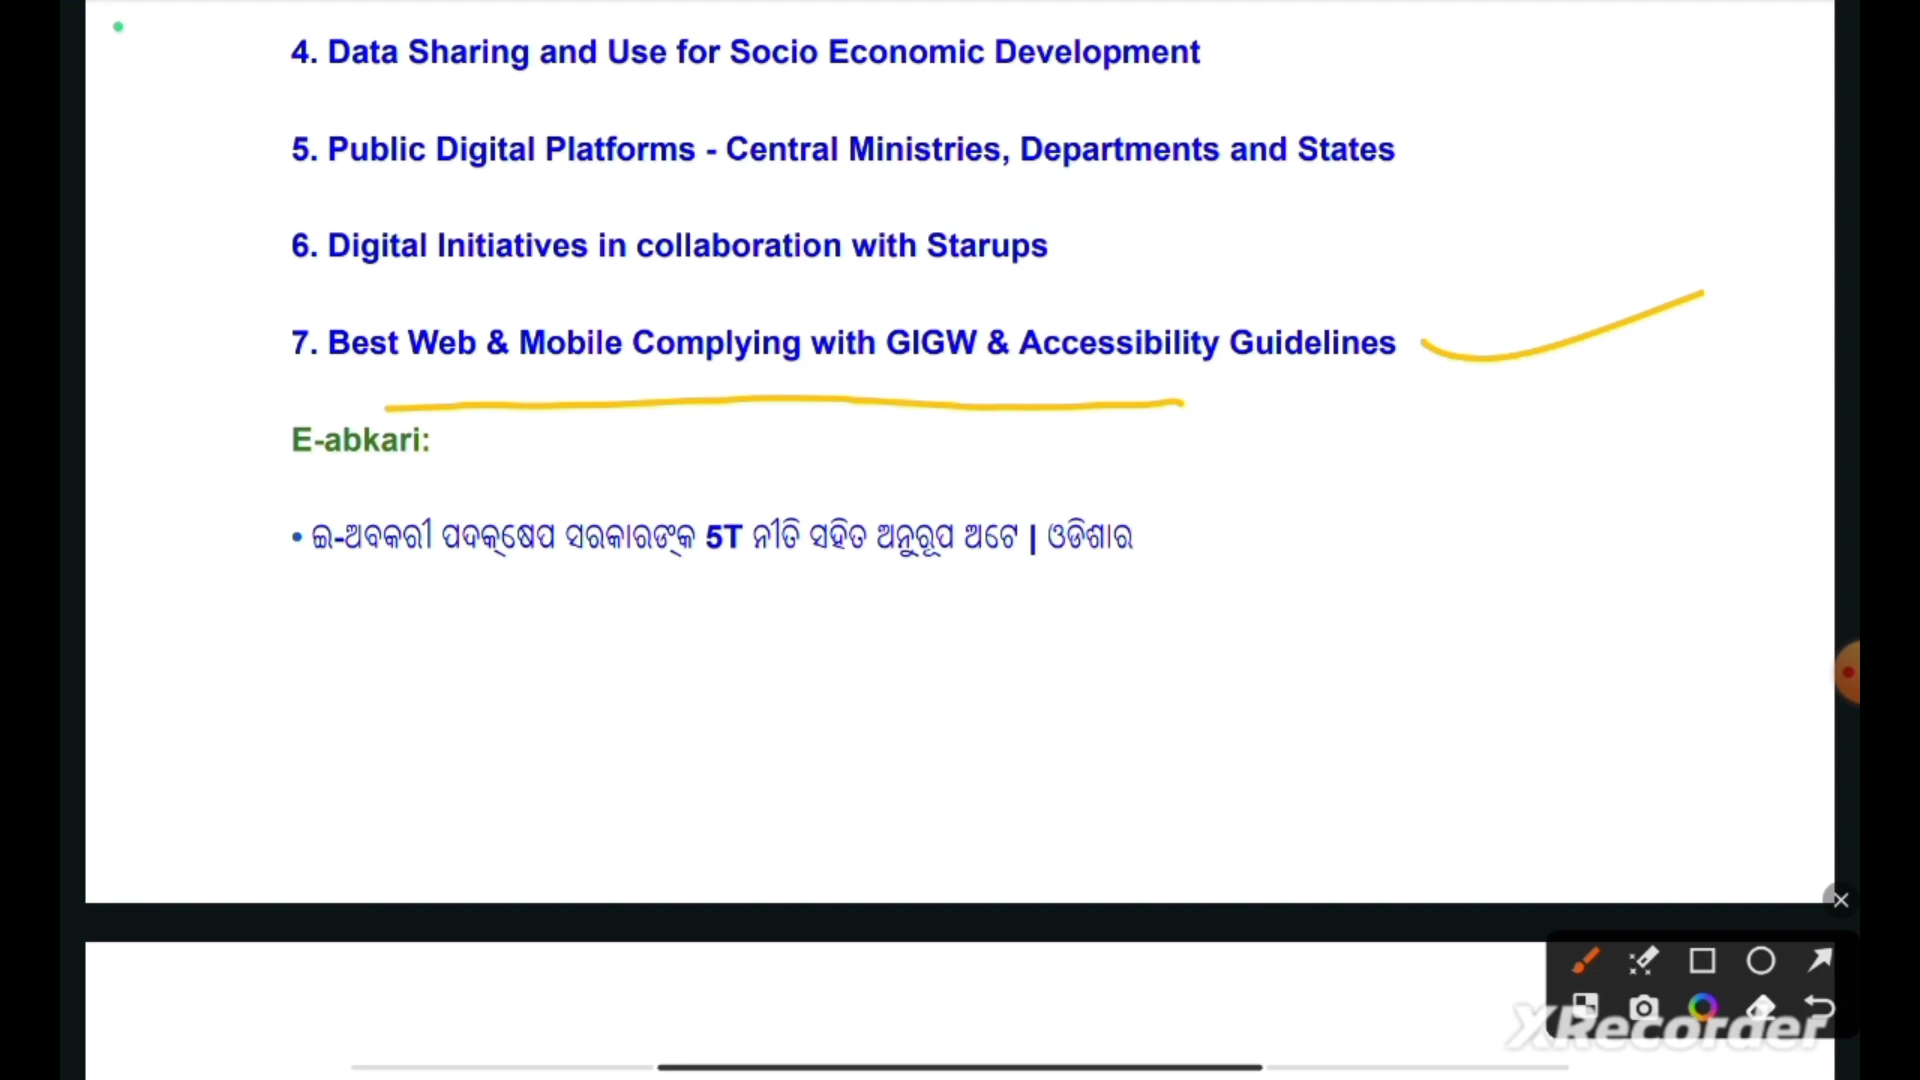 4. Data Sharing and Use for Socio Economic Development
5. Public Digital Platforms - Central Ministries, Departments and States
6. Digital Initiatives in collaboration with Starups
7. Best Web & Mobile Complying with GIGW & Accessibility Guidelines
E-abkari:
• ଇ-ଅବକରୀ ପଦକ୍ଷେପ ସରକାରଙ୍କ 5T ନୀତି ସହିତ ଅନୁରୂପ ଅଟେ | ଓଡିଶାର
XRecorder